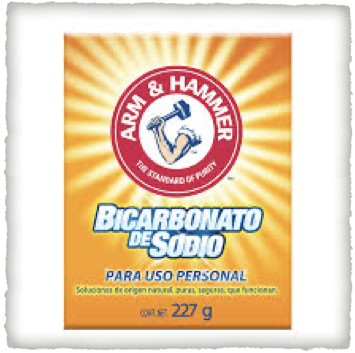 ARM & HAMMER
THE STANDARD OF PURITY
BICARBONATO
DE SODIO
PARA USO PERSONAL
Soluciones de origen natural, puras, seguras, que funcionan.
CONT. NET. 227 g